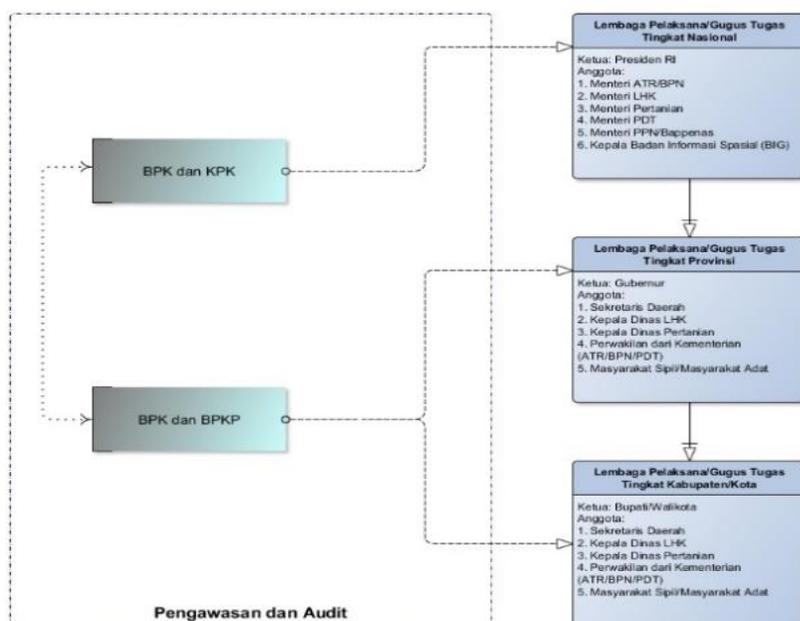 Lembaga Pelaksana/Gugus Tugas
Tingkat Nasional
Ketua: Presiden RI
Anggota:
1. Menteri ATR/BPN
2. Menteri LHK
3. Menteri Pertanian
4. Menteri PDT
5. Menteri PPN/Bappenas
6. Kepala Badan Informasi Spasial (BIG)
BPK dan KPK
Lembaga Pelaksana/Gugus Tugas
Tingkat Provinsi
Ketua: Gubernur
Anggota:
1. Sekretaris Daerah
2. Kepala Dinas LHK
3. Kepala Dinas Pertanian
4. Perwakilan dari Kementerian
(ATR/BPN/PDT)
5. Masyarakat Sipil/Masyarakat Adat
BPK dan BPKP
Lembaga Pelaksana/Gugus Tugas
Tingkat Kabupaten/Kota
Ketua: Bupati/Walikota
Anggota:
1. Sekretaris Daerah
2. Kepala Dinas LHK
3. Kepala Dinas Pertanian
4. Perwakilan dari Kementerian
(ATR/BPN/PDT)
5. Masyarakat Sipil/Masyarakat Adat
Pengawasan dan Audit